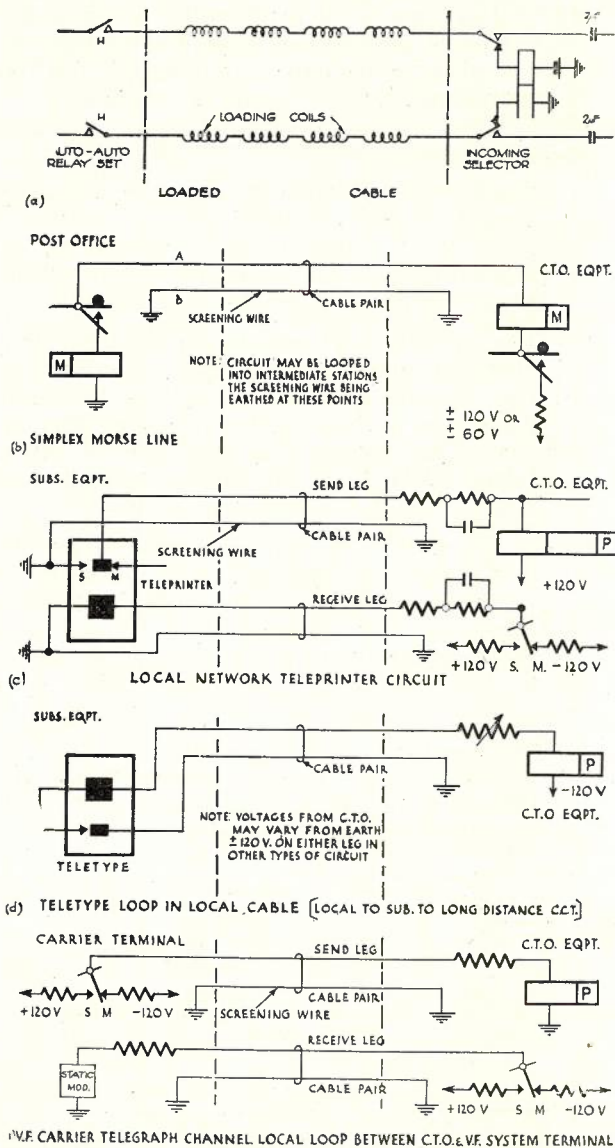 H
2µF
H
LOADING COILS
2µF
AUTO-AUTO
RELAY SET
INCOMING
SELECTOR
LOADED CABLE
(a)
POST OFFICE
A
C.T.O. EQPT.
B
SCREENING WIRE
CABLE PAIR
M
M
NOTE: CIRCUIT MAY BE LOOPED
INTO INTERMEDIATE STATIONS
THE SCREENING WIRE BEING
EARTHED AT THESE POINTS
± 120 V OR
± 60 V
(b) SIMPLEX MORSE LINE
SUBS. EQPT.
SEND LEG
C.T.O. EQPT.
SCREENING WIRE
CABLE PAIR
P
S M
TELEPRINTER
+120 V
RECEIVE LEG
CABLE PAIR
+120 V S. M. -120 V
(c) LOCAL NETWORK TELEPRINTER CIRCUIT
SUBS. EQPT.
CABLE PAIR
P
-120 V
C.T.O EQPT.
NOTE: VOLTAGES FROM C.T.O.
MAY VARY FROM EARTH
± 120 V. ON EITHER LEG IN
OTHER TYPES OF CIRCUIT
TELETYPE
(d) TELETYPE LOOP IN LOCAL CABLE [LOCAL TO SUB. TO LONG DISTANCE CCT.]
CARRIER TERMINAL
SEND LEG
C.T.O. EQPT.
P
+120V S M -120V
SCREENING WIRE
CABLE PAIR
RECEIVE LEG
STATIC
MOD.
CABLE PAIR
+120 V S M -120 V
V.F. CARRIER TELEGRAPH CHANNEL LOCAL LOOP BETWEEN C.T.O. & V.F. SYSTEM TERMINAL